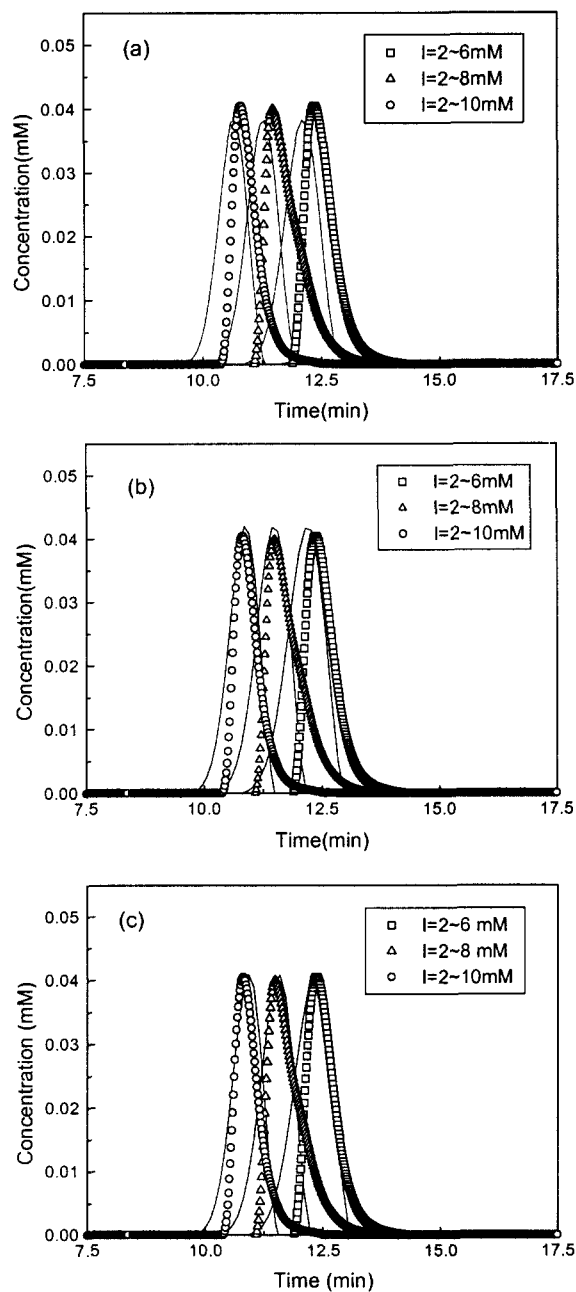 (a)
I=2~6mM
I=2~8mM
I=2~10mM
0.05
0.04
0.03
0.02
0.01
0.00
Concentration(mM)
7.5 10.0 12.5 15.0 17.5
Time(min)
(b)
I=2~6mM
I=2~8mM
I=2~10mM
0.05
0.04
0.03
0.02
0.01
0.00
Concentration(mM)
7.5 10.0 12.5 15.0 17.5
Time(min)
(c)
I=2~6 mM
I=2~8 mM
I=2~10mM
0.05
0.04
0.03
0.02
0.01
0.00
Concentration (mM)
7.5 10.0 12.5 15.0 17.5
Time (min)